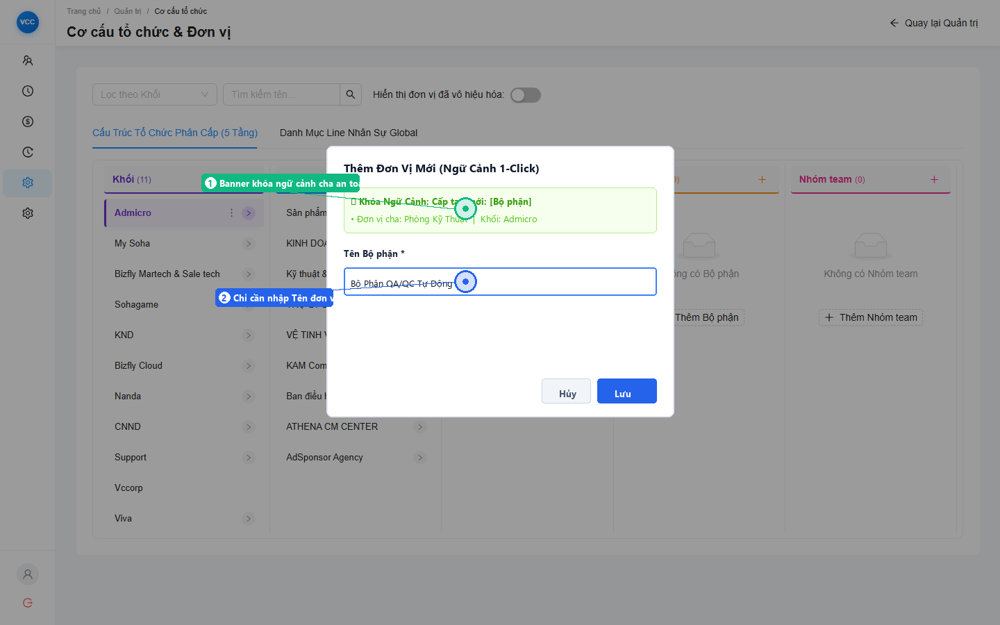 VCC
Trang chủ / Quản trị / Cơ cấu tổ chức
Cơ cấu tổ chức & Đơn vị
Quay lại Quản trị
Lọc theo Khối
Tìm kiếm tên...
Hiển thị đơn vị đã vô hiệu hóa:
Cấu Trúc Tổ Chức Phân Cấp (5 Tầng)
Danh Mục Line Nhân Sự Global
Khối (11)
Admicro
My Soha
Bizfly Martech & Sale tech
Sohagame
KND
Bizfly Cloud
Nanda
CNND
Support
Vccorp
Viva
Sản phẩm
KINH DOA
Kỹ thuật &
VỆ TINH
KAM Com
Ban điều
ATHENA CM CENTER
AdSponsor Agency
Thêm Đơn Vị Mới (Ngữ Cảnh 1-Click)
1 Banner khóa ngữ cảnh cha an
Khóa Ngữ Cảnh: Cấp [Bộ phận]
• Đơn vị cha: Phòng Kỹ Thuật | Khối: Admicro
Tên Bộ phận *
Bộ Phận QA/QC Tự Động
2 Chỉ cần nhập Tên đơn
Hủy
Lưu
0)
có Bộ phận
Thêm Bộ phận
Nhóm team (0)
Không có Nhóm team
Thêm Nhóm team